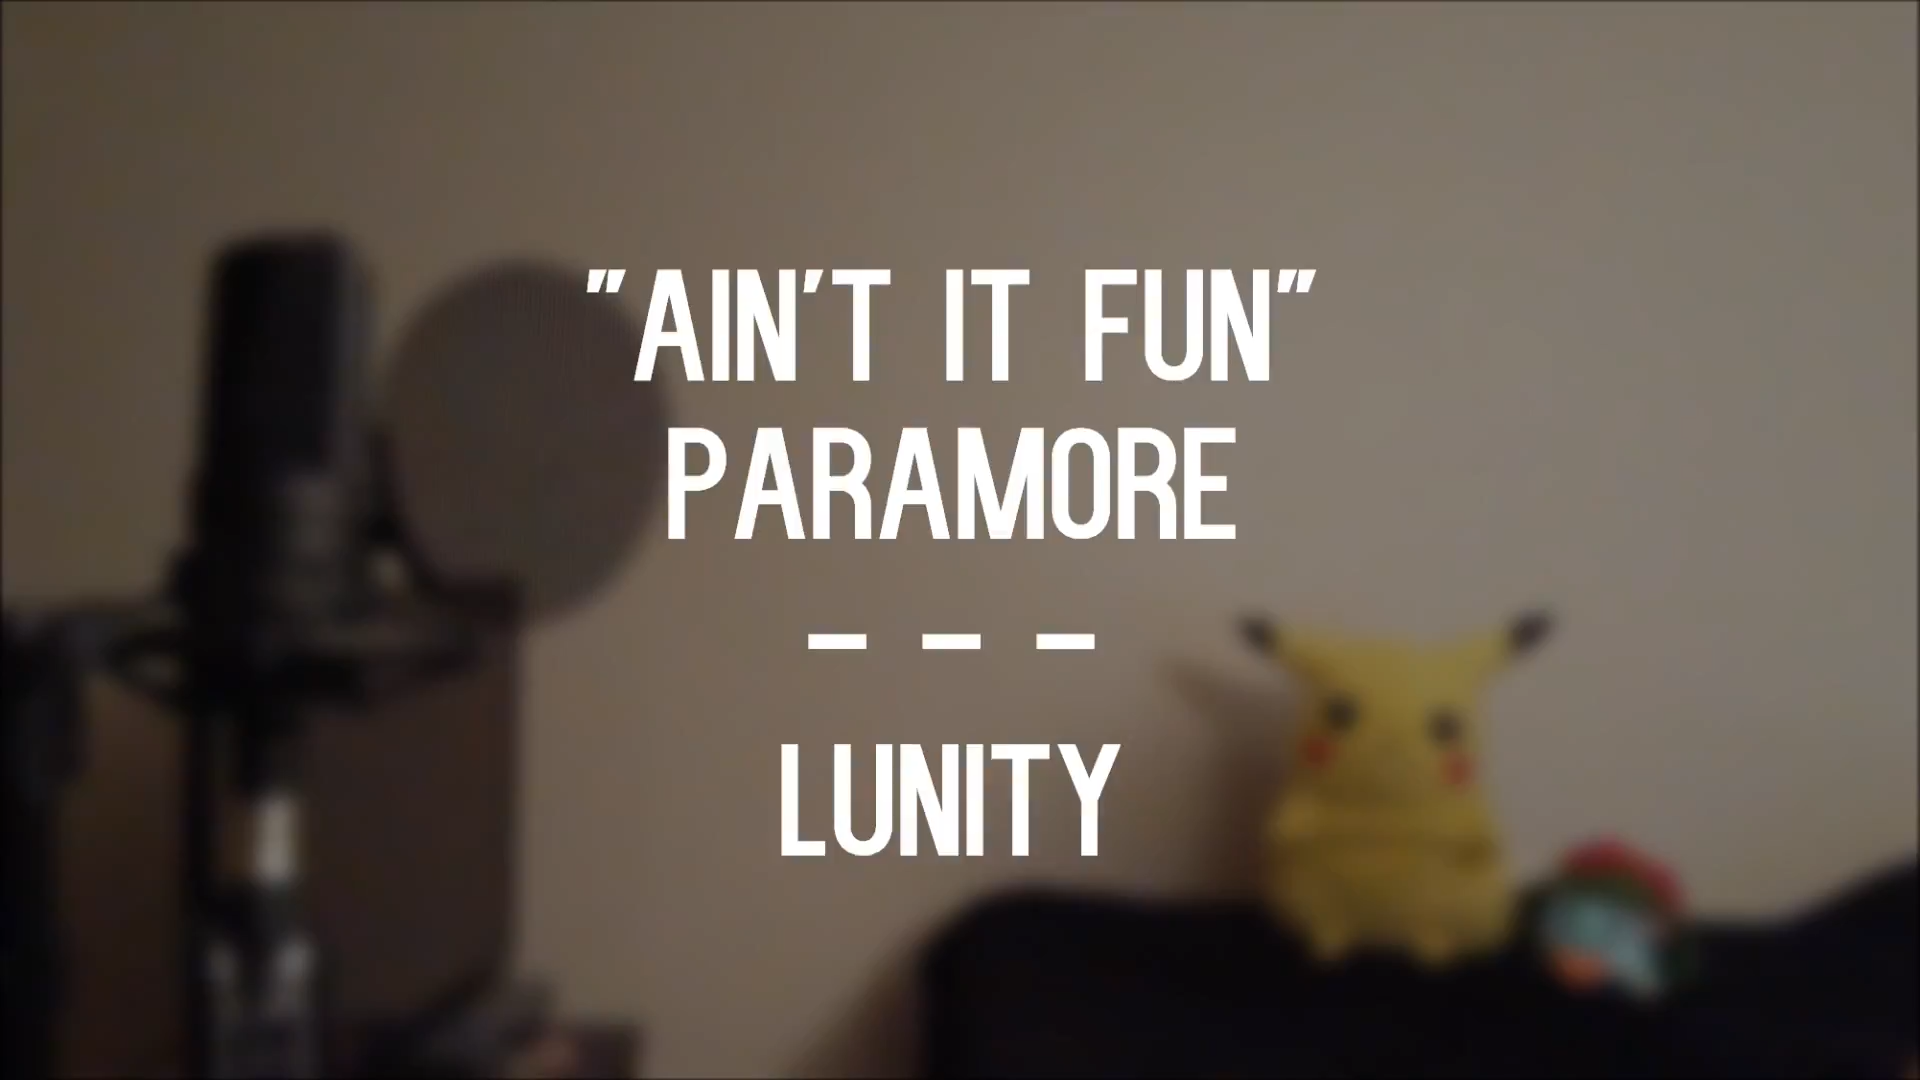 "AIN'T IT FUN"
PARAMORE
- - -
LUNITY